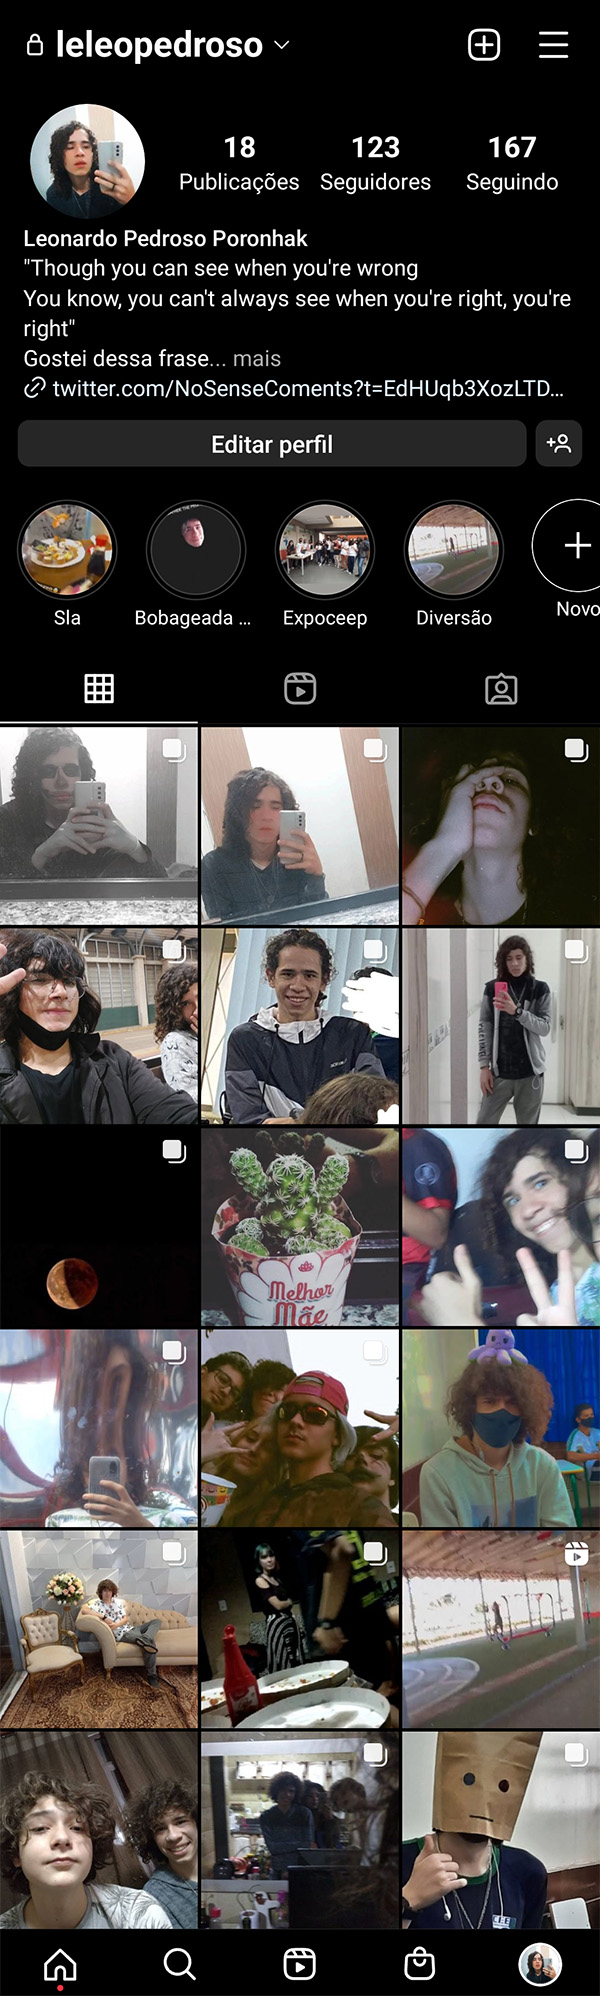 leleopedroso
18
123
167
Publicações
Seguidores
Seguindo
Leonardo Pedroso Poronhak
"Though you can see when you're wrong
You know, you can't always see when you're right, you're
right"
Gostei dessa frase... mais
twitter.com/NoSenseComents?t=EdHUqb3XozLTD...
Editar perfil
Sla
Bobageada ...
Expoceep
Diversão
Novo
Melhor
Mãe